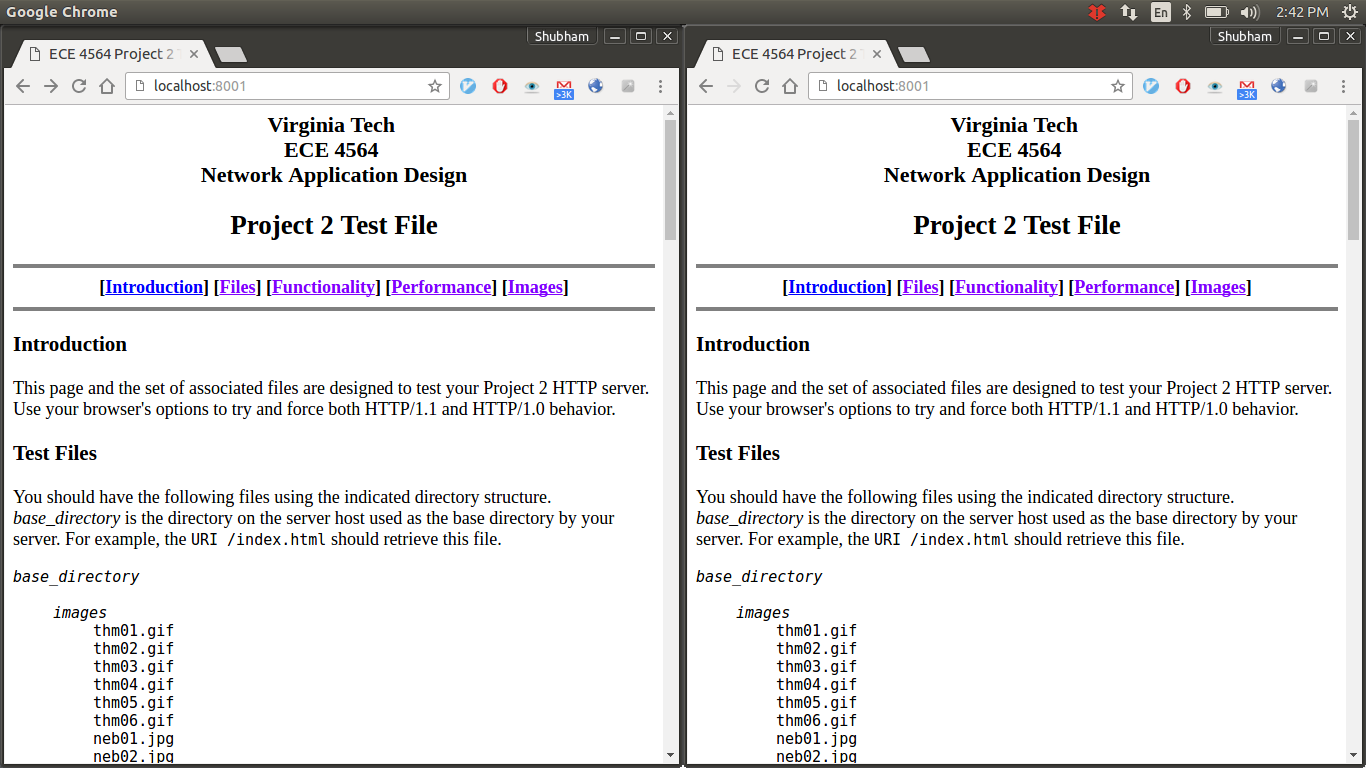 Google Chrome
En
2:42 PM
Shubham
ECE 4564 Project 2
localhost:8001
>3K
Virginia Tech
ECE 4564
Network Application Design
Project 2 Test File
[Introduction] [Files] [Functionality] [Performance] [Images]
Introduction
This page and the set of associated files are designed to test your Project 2 HTTP server.
Use your browser's options to try and force both HTTP/1.1 and HTTP/1.0 behavior.
Test Files
You should have the following files using the indicated directory structure.
base_directory is the directory on the server host used as the base directory by your
server. For example, the URI /index.html should retrieve this file.
base_directory
images
thm01.gif
thm02.gif
thm03.gif
thm04.gif
thm05.gif
thm06.gif
neb01.jpg
neb02.jpg
Shubham
ECE 4564 Project 2
localhost:8001
>3K
Virginia Tech
ECE 4564
Network Application Design
Project 2 Test File
[Introduction] [Files] [Functionality] [Performance] [Images]
Introduction
This page and the set of associated files are designed to test your Project 2 HTTP server.
Use your browser's options to try and force both HTTP/1.1 and HTTP/1.0 behavior.
Test Files
You should have the following files using the indicated directory structure.
base_directory is the directory on the server host used as the base directory by your
server. For example, the URI /index.html should retrieve this file.
base_directory
images
thm01.gif
thm02.gif
thm03.gif
thm04.gif
thm05.gif
thm06.gif
neb01.jpg
neb02.jpg